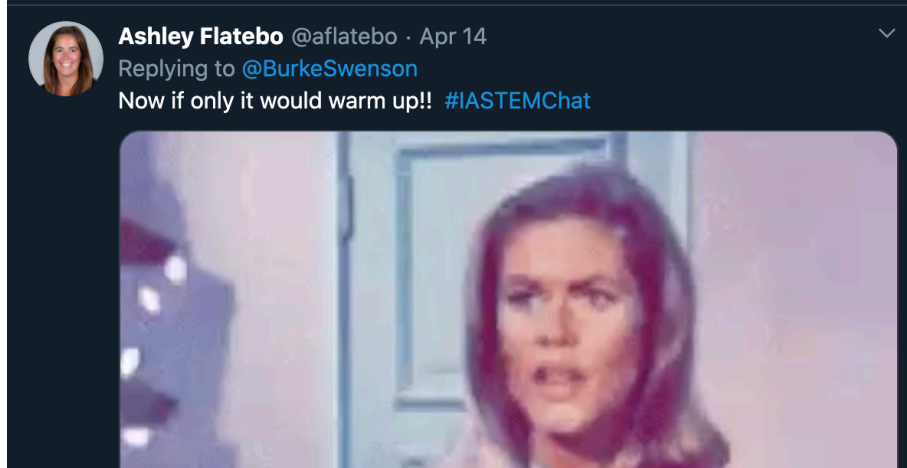 Ashley Flatebo @aflatebo · Apr 14
Replying to @BurkeSwenson
Now if only it would warm up!! #IASTEMChat